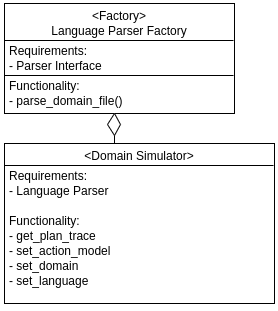 <Factory>
Language Parser Factory
Requirements:
- Parser Interface
Functionality:
- parse_domain_file()
<Domain Simulator>
Requirements:
- Language Parser
Functionality:
- get_plan_trace
- set_action_model
- set_domain
- set_language